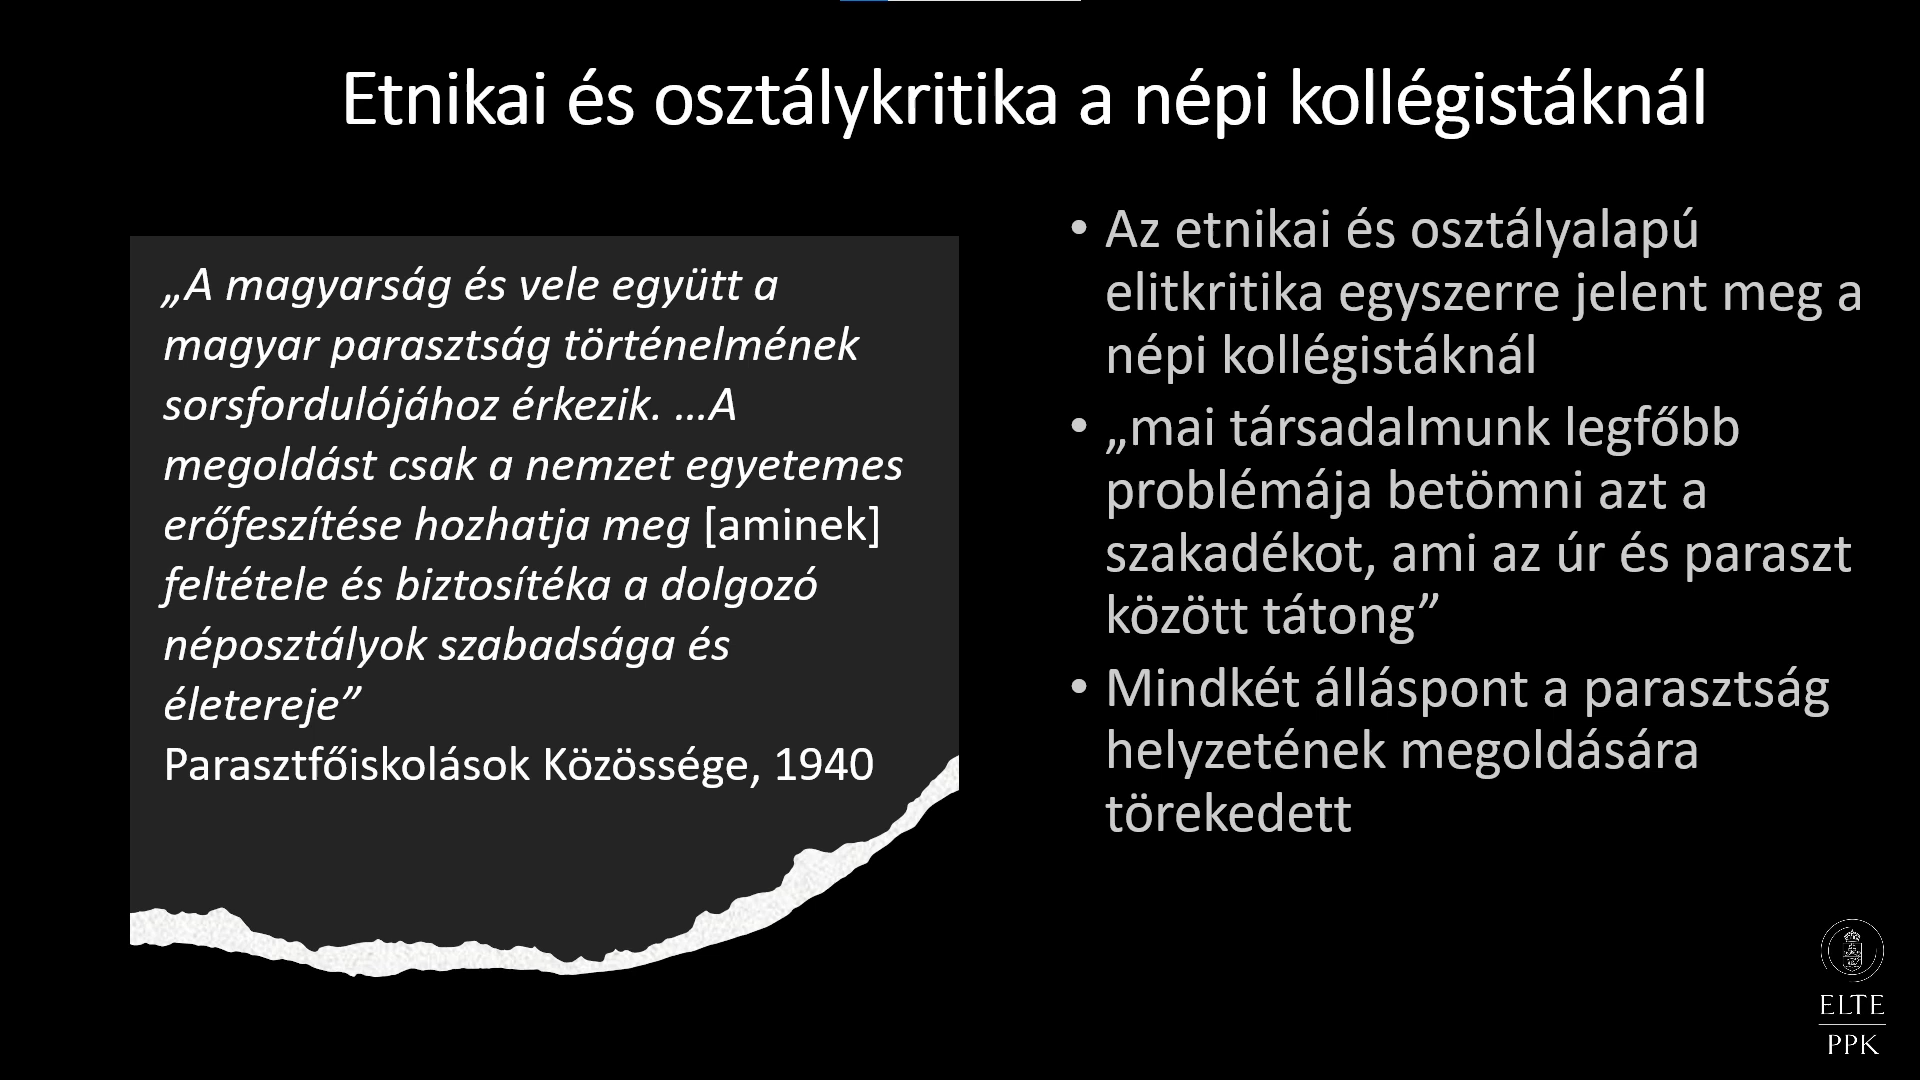 Etnikai és osztálykritika a népi kollégistáknál
„A magyarság és vele együtt a
magyar parasztság történelmének
sorsfordulójához érkezik. …A
megoldást csak a nemzet egyetemes
erőfeszítése hozhatja meg [aminek]
feltétele és biztosítéka a dolgozó
néposztályok szabadsága és
életereje”
Parasztfőiskolások Közössége, 1940
• Az etnikai és osztályalapú
elitkritika egyszerre jelent meg a
népi kollégistáknál
• „mai társadalmunk legfőbb
problémája betömni azt a
szakadékot, ami az úr és paraszt
között tátong”
• Mindkét álláspont a parasztság
helyzetének megoldására
törekedett
ELTE
PPK